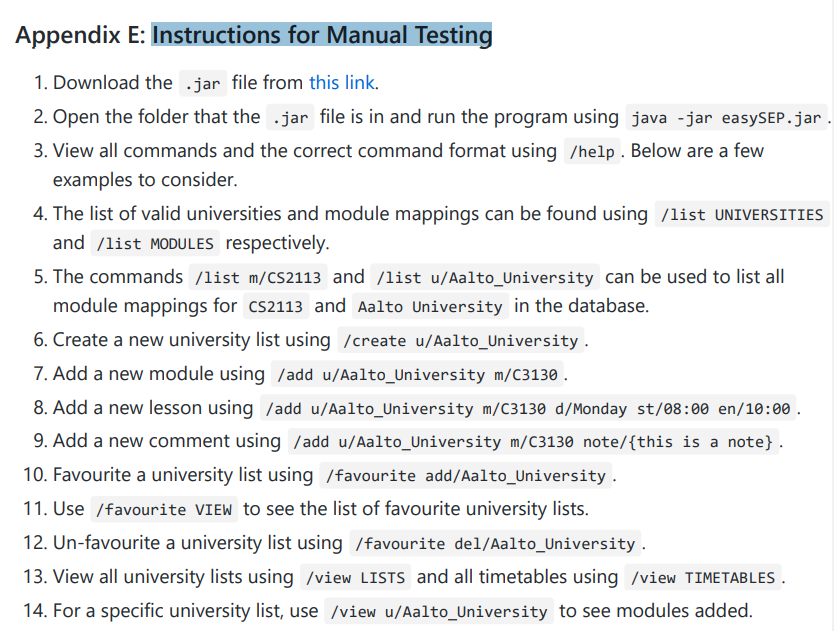 Appendix E: Instructions for Manual Testing
1. Download the .jar file from this link.
2. Open the folder that the .jar file is in and run the program using java -jar easySEP.jar.
3. View all commands and the correct command format using /help. Below are a few
examples to consider.
4. The list of valid universities and module mappings can be found using /list UNIVERSITIES
and /list MODULES respectively.
5. The commands /list m/CS2113 and /list u/Aalto_University can be used to list all
module mappings for CS2113 and Aalto University in the database.
6. Create a new university list using /create u/Aalto_University.
7. Add a new module using /add u/Aalto_University m/C3130.
8. Add a new lesson using /add u/Aalto_University m/C3130 d/Monday st/08:00 en/10:00.
9. Add a new comment using /add u/Aalto_University m/C3130 note/{this is a note}.
10. Favourite a university list using /favourite add/Aalto_University.
11. Use /favourite VIEW to see the list of favourite university lists.
12. Un-favourite a university list using /favourite del/Aalto_University.
13. View all university lists using /view LISTS and all timetables using /view TIMETABLES.
14. For a specific university list, use /view u/Aalto_University to see modules added.